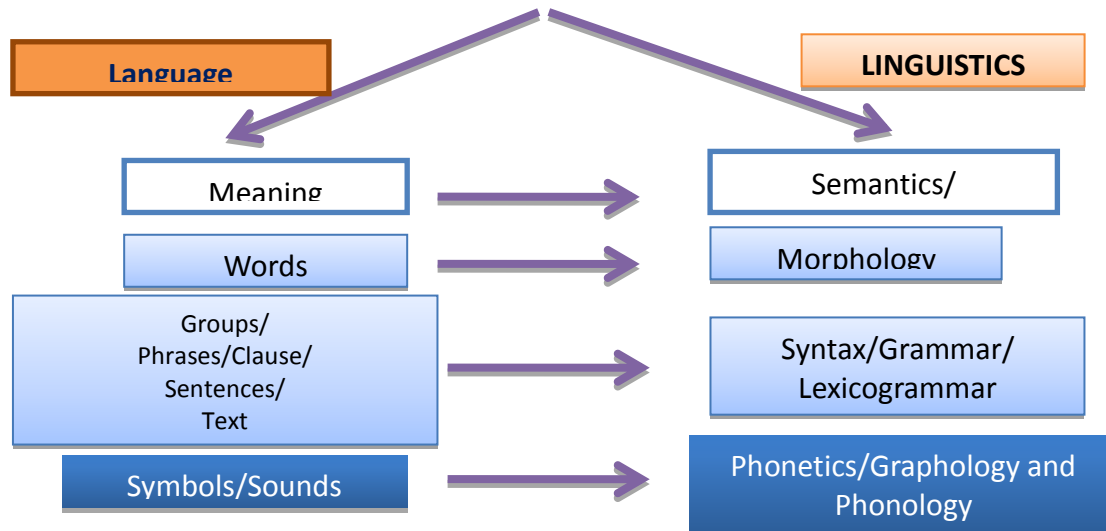 Language
LINGUISTICS
Meaning
Semantics/
Words
Morphology
Groups/
Phrases/Clause/
Sentences/
Text
Syntax/Grammar/
Lexicogrammar
Symbols/Sounds
Phonetics/Graphology and
Phonology